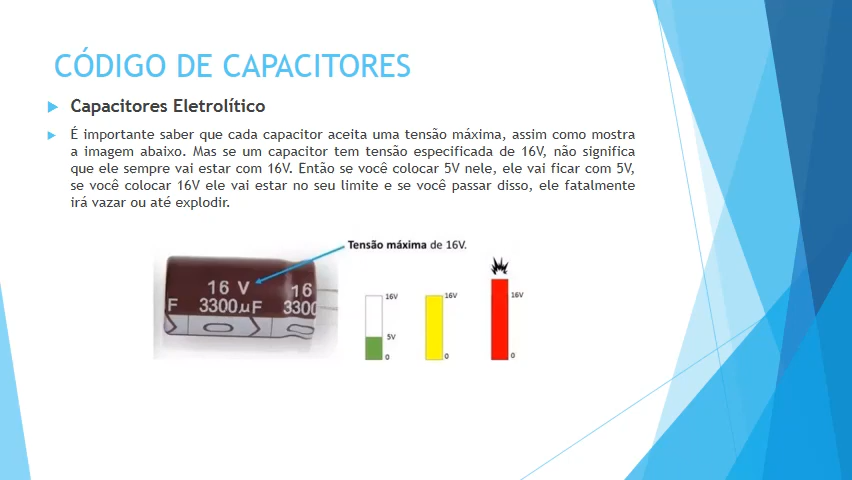 CÓDIGO DE CAPACITORES
Capacitores Eletrolítico
É importante saber que cada capacitor aceita uma tensão máxima, assim como mostra
a imagem abaixo. Mas se um capacitor tem tensão especificada de 16V, não significa
que ele sempre vai estar com 16V. Então se você colocar 5V nele, ele vai ficar com 5V,
se você colocar 16V ele vai estar no seu limite e se você passar disso, ele fatalmente
irá vazar ou até explodir.
Tensão máxima de 16V.
16 V 16
F 3300µF 3300
16V
5V
0
16V
0
16V
0